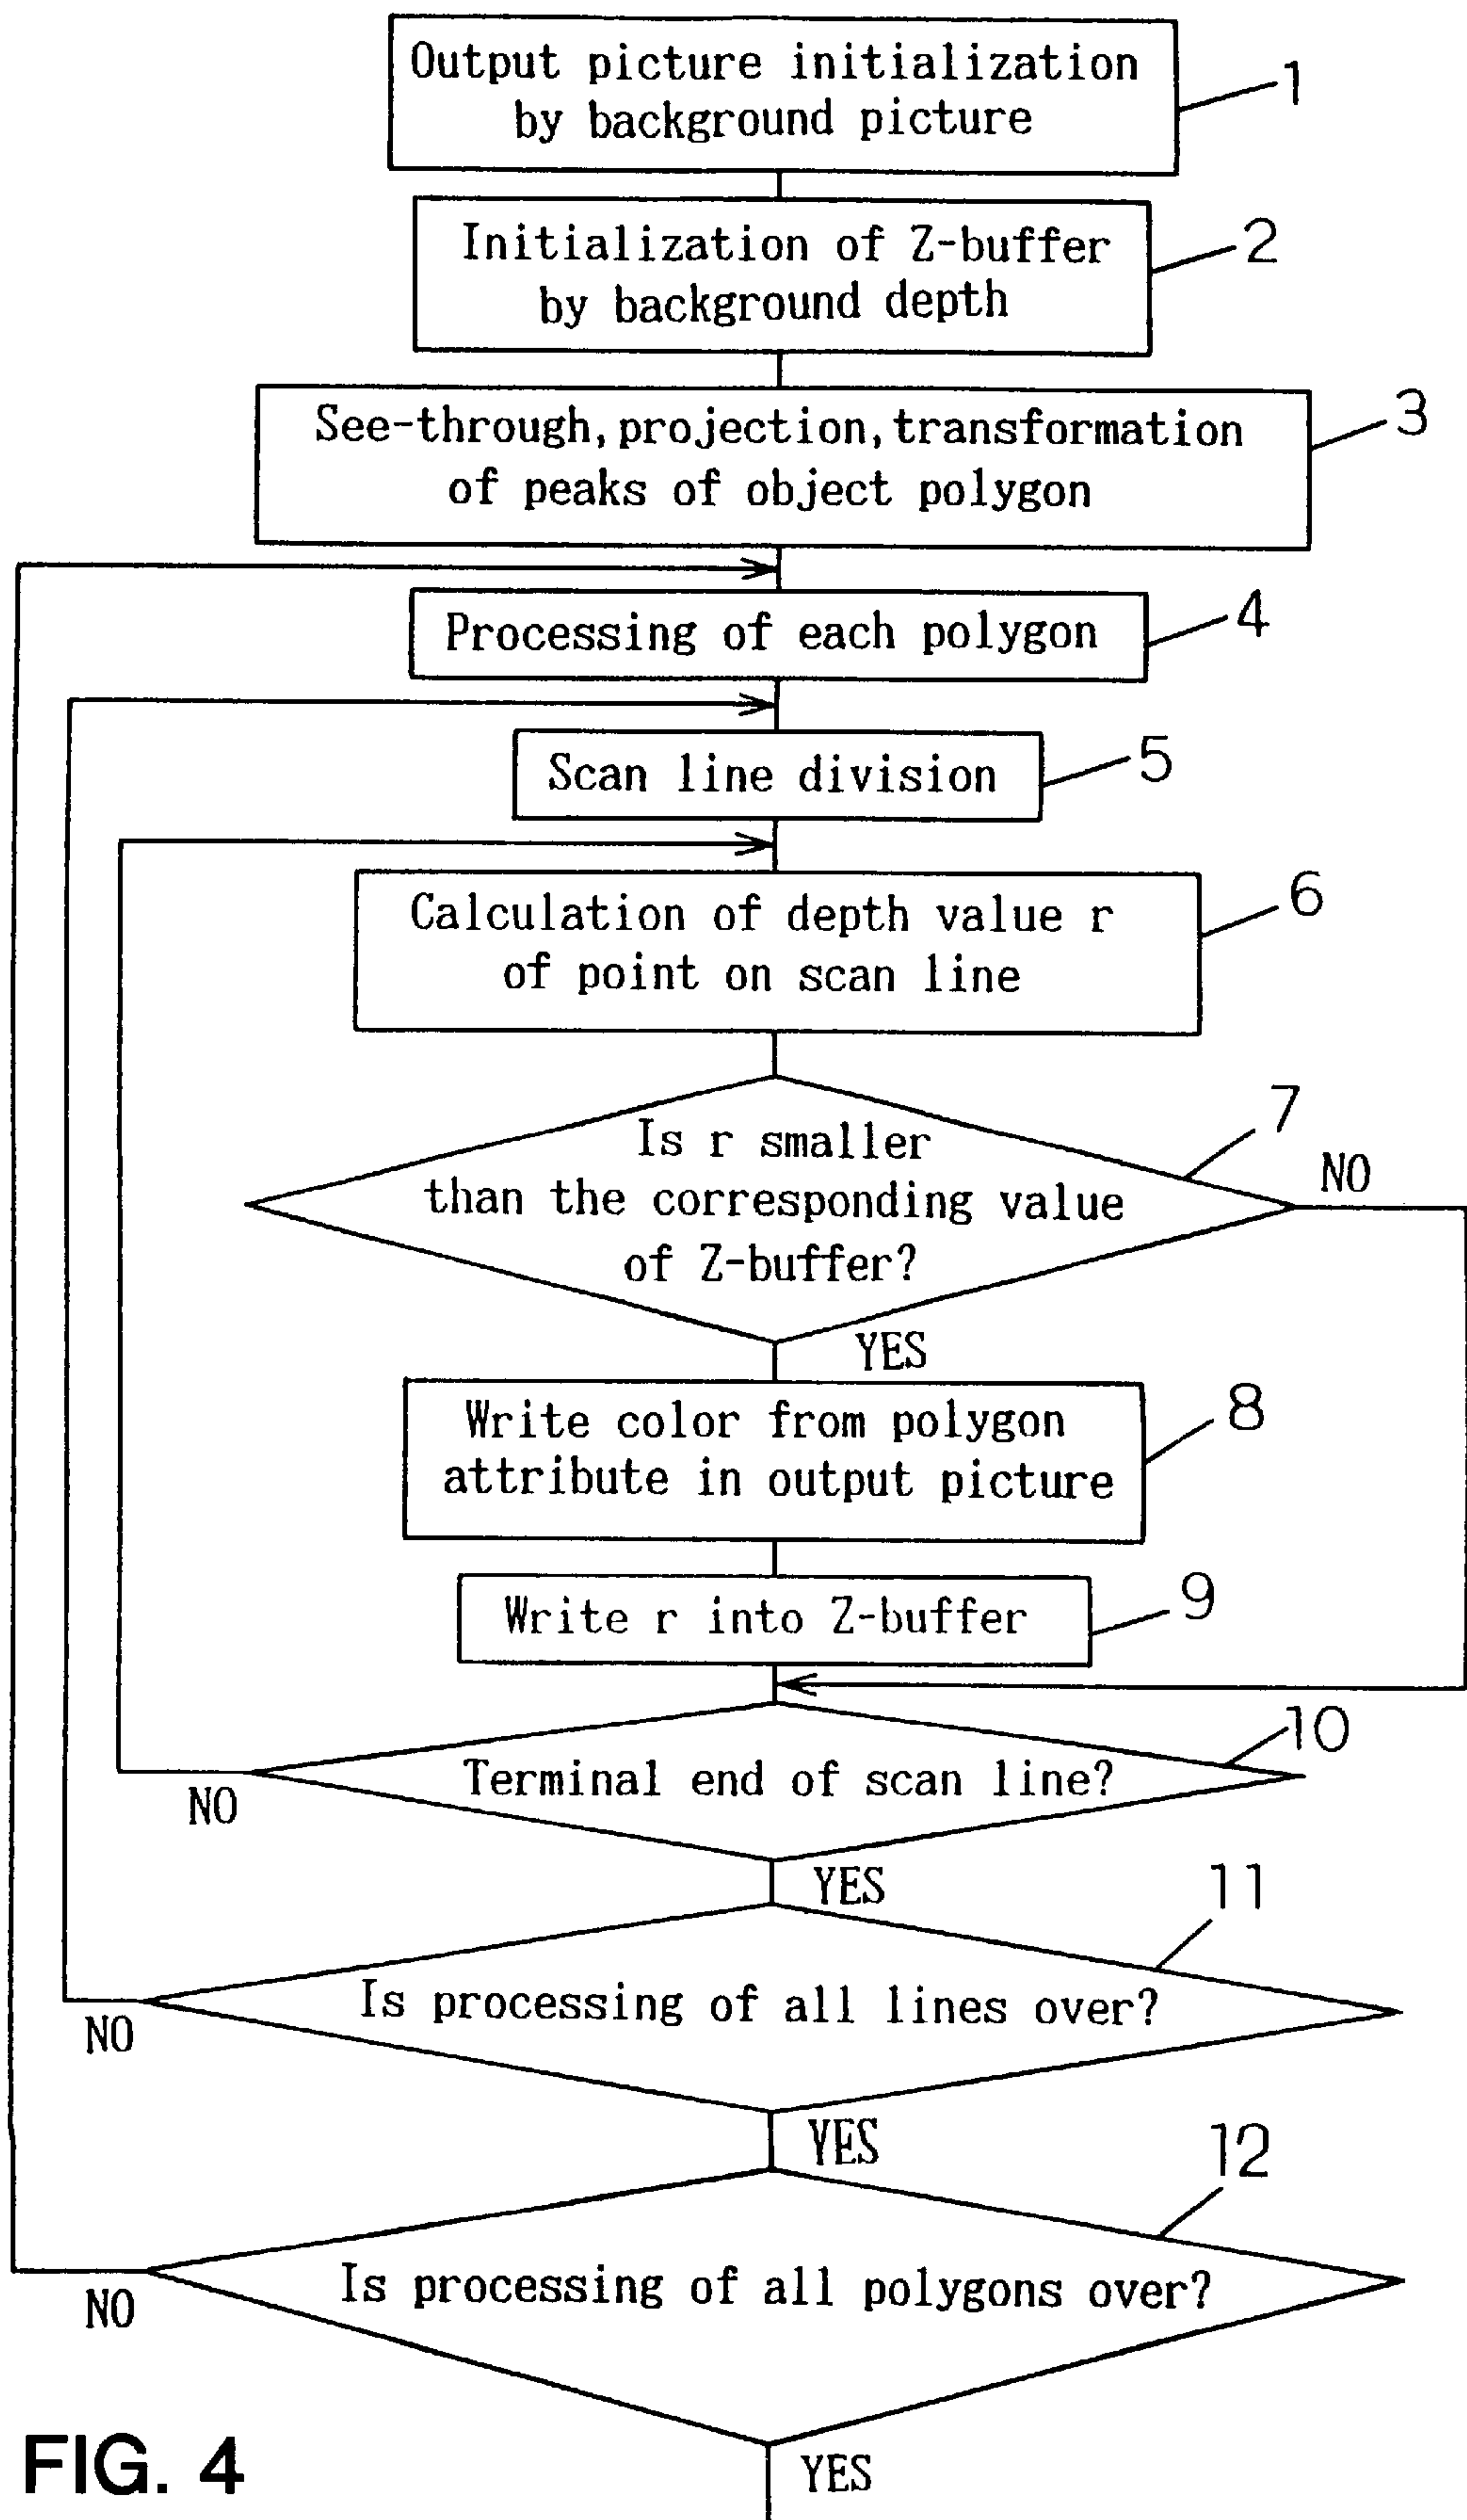 Output picture initialization
by background picture
1
Initialization of Z-buffer
by background depth
2
See-through, projection, transformation
of peaks of object polygon
3
Processing of each polygon
4
Scan line division
5
Calculation of depth value r
of point on scan line
6
Is r smaller
than the corresponding value
of Z-buffer?
7
NO
YES
Write color from polygon
attribute in output picture
8
Write r into Z-buffer
9
Terminal end of scan line?
10
NO
YES
Is processing of all lines over?
11
NO
YES
Is processing of all polygons over?
12
NO
YES
FIG. 4